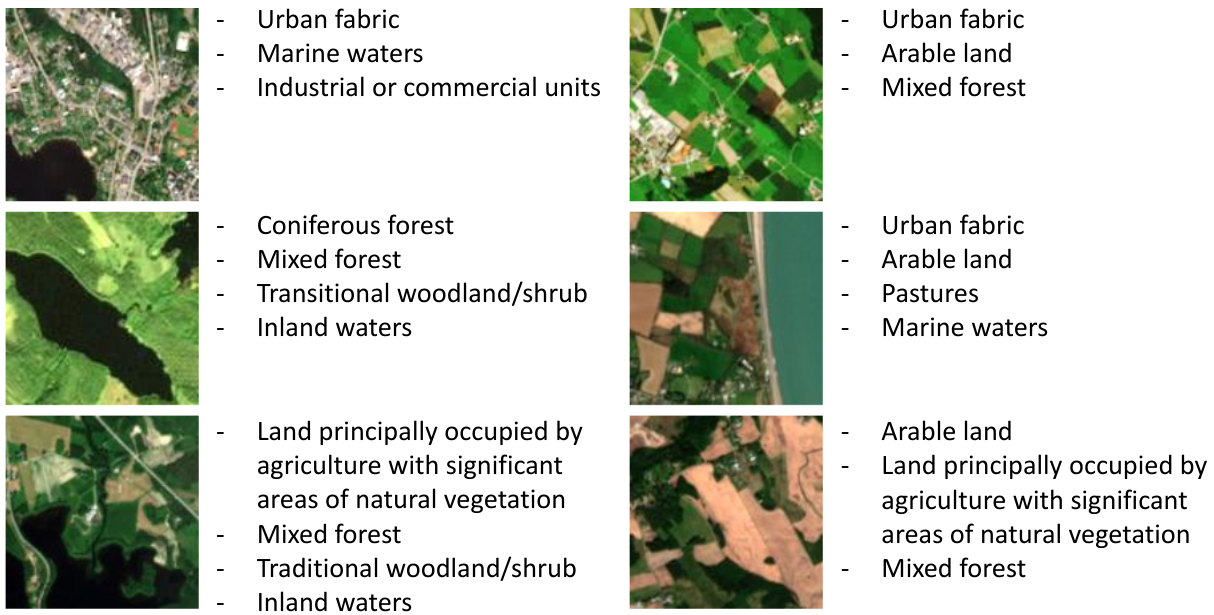 - Urban fabric
- Marine waters
- Industrial or commercial units
- Urban fabric
- Arable land
- Mixed forest
- Coniferous forest
- Mixed forest
- Transitional woodland/shrub
- Inland waters
- Urban fabric
- Arable land
- Pastures
- Marine waters
- Land principally occupied by
agriculture with significant
areas of natural vegetation
- Mixed forest
- Traditional woodland/shrub
- Inland waters
- Arable land
- Land principally occupied by
agriculture with significant
areas of natural vegetation
- Mixed forest